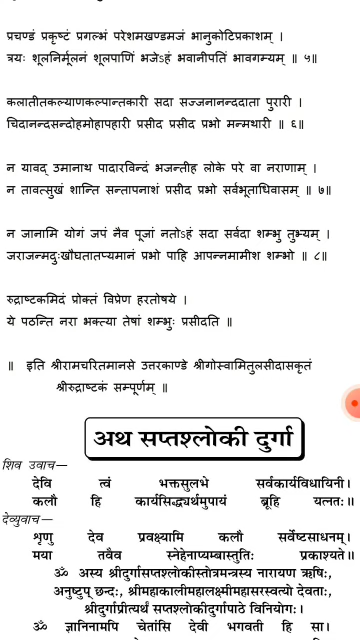 प्रचण्डं प्रकृष्टं प्रगल्भं परेशमखण्डमजं भानुकोटिप्रकाशम् ।
त्रयः शूलनिर्मूलनं शूलपाणिं भजेऽहं भवानीपतिं भावगम्यम् ॥ ५॥
कलातीतकल्याणकल्पान्तकारी सदा सज्जनानन्ददाता पुरारी ।
चिदानन्दसन्दोहमोहापहारी प्रसीद प्रसीद प्रभो मन्मथारी ॥ ६॥
न यावद् उमानाथ पादारविन्दं भजन्तीह लोके परे वा नराणाम् ।
न तावत्सुखं शान्ति सन्तापनाशं प्रसीद प्रभो सर्वभूताधिवासम् ॥ ७॥
न जानामि योगं जपं नैव पूजां नतोऽहं सदा सर्वदा शम्भु तुभ्यम् ।
जराजन्मदुःखौघतातप्यमानं प्रभो पाहि आपन्नमामीश शम्भो ॥ ८॥
रुद्राष्टकमिदं प्रोक्तं विप्रेण हरतोषये ।
ये पठन्ति नरा भक्त्या तेषां शम्भुः प्रसीदति ॥
॥ इति श्रीरामचरितमानसे उत्तरकाण्डे श्रीगोस्वामितुलसीदासकृतं
श्रीरुद्राष्टकं सम्पूर्णम् ॥
अथ सप्तश्लोकी दुर्गा
शिव उवाच—
देवि त्वं भक्तसुलभे सर्वकार्यविधायिनी।
कलौ हि कार्यसिद्ध्यर्थमुपायं ब्रूहि यत्नतः॥
देव्युवाच—
शृणु देव प्रवक्ष्यामि कलौ सर्वेष्टसाधनम्।
मया तवैव स्नेहेनाप्यम्बास्तुतिः प्रकाश्यते॥
ॐ अस्य श्रीदुर्गासप्तश्लोकीस्तोत्रमन्त्रस्य नारायण ऋषिः,
अनुष्टुप् छन्दः, श्रीमहाकालीमहालक्ष्मीमहासरस्वत्यो देवताः,
श्रीदुर्गाप्रीत्यर्थं सप्तश्लोकीदुर्गापाठे विनियोगः।
ॐ ज्ञानिनामपि चेतांसि देवी भगवती हि सा।